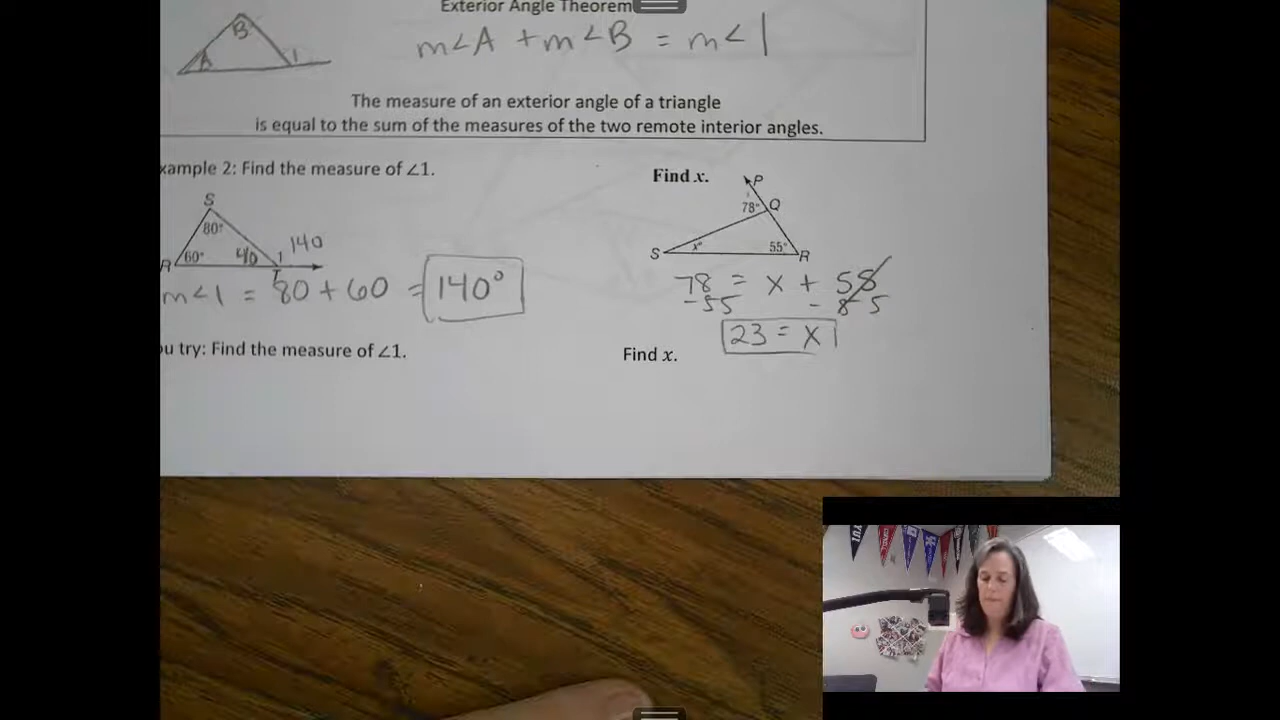 Exterior Angle Theorem
B
A
1
m∠A + m∠B = m∠1
The measure of an exterior angle of a triangle
is equal to the sum of the measures of the two remote interior angles.
xample 2: Find the measure of ∠1.
S
80°
60°
40
1
140
R
T
m∠1 = 80 + 60 = 140°
Find x.
P
78°
Q
S
x°
55°
R
78 = x + 55
-55 - 55
23 = x
ou try: Find the measure of ∠1.
Find x.